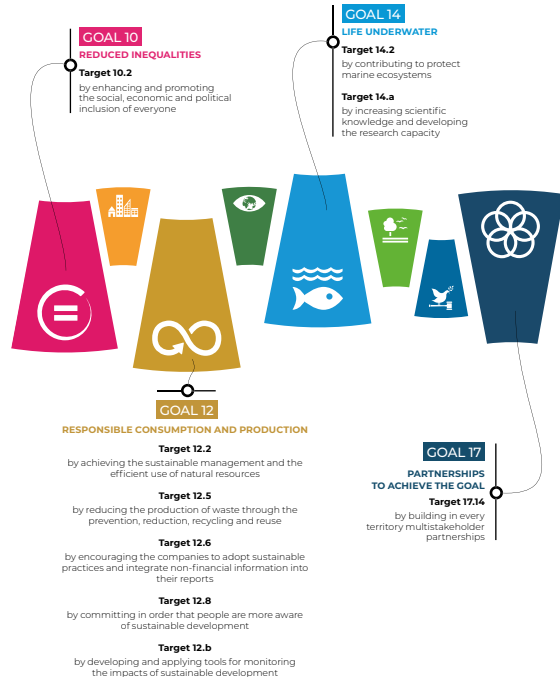 GOAL 10
REDUCED INEQUALITIES
Target 10.2
by enhancing and promoting
the social, economic and political
inclusion of everyone
GOAL 14
LIFE UNDERWATER
Target 14.2
by contributing to protect
marine ecosystems
Target 14.a
by increasing scientific
knowledge and developing
the research capacity
GOAL 12
RESPONSIBLE CONSUMPTION AND PRODUCTION
Target 12.2
by achieving the sustainable management and the
efficient use of natural resources
Target 12.5
by reducing the production of waste through the
prevention, reduction, recycling and reuse
Target 12.6
by encouraging the companies to adopt sustainable
practices and integrate non-financial information into
their reports
Target 12.8
by committing in order that people are more aware
of sustainable development
Target 12.b
by developing and applying tools for monitoring
the impacts of sustainable development
GOAL 17
PARTNERSHIPS
TO ACHIEVE THE GOAL
Target 17.14
by building in every
territory multistakeholder
partnerships